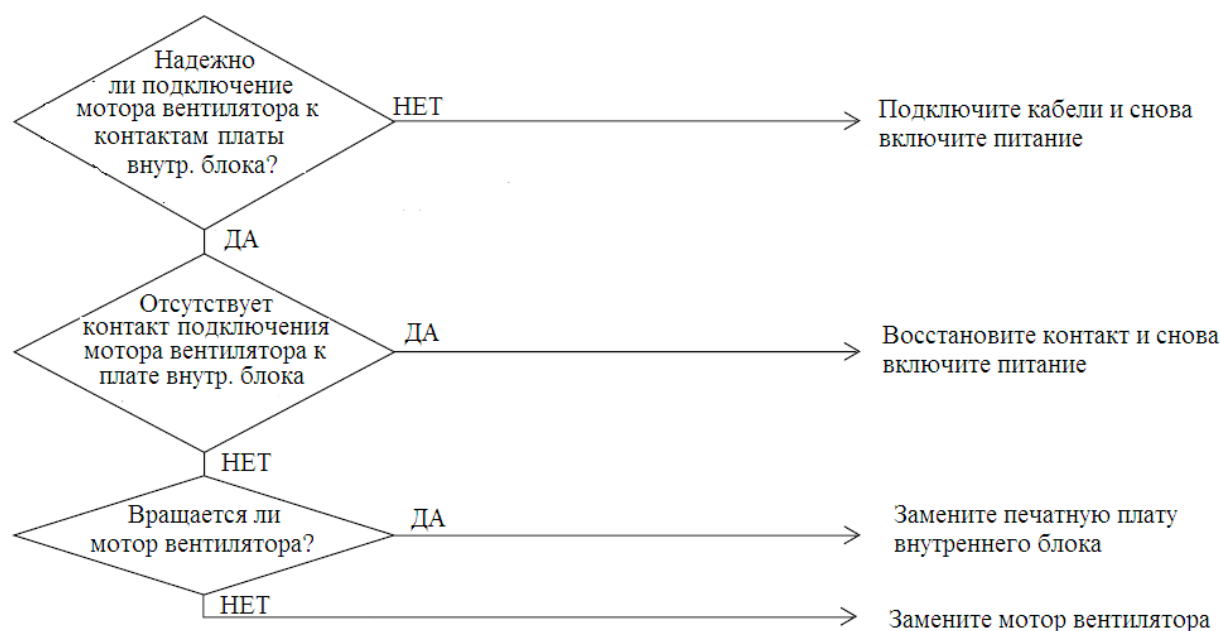 Надежно
ли подключение
мотора вентилятора к
контактам платы
внутр. блока?
НЕТ
Подключите кабели и снова
включите питание
ДА
Отсутствует
контакт подключения
мотора вентилятора к
плате внутр. блока
ДА
Восстановите контакт и снова
включите питание
НЕТ
Вращается ли
мотор вентилятора?
ДА
Замените печатную плату
внутреннего блока
НЕТ
Замените мотор вентилятора